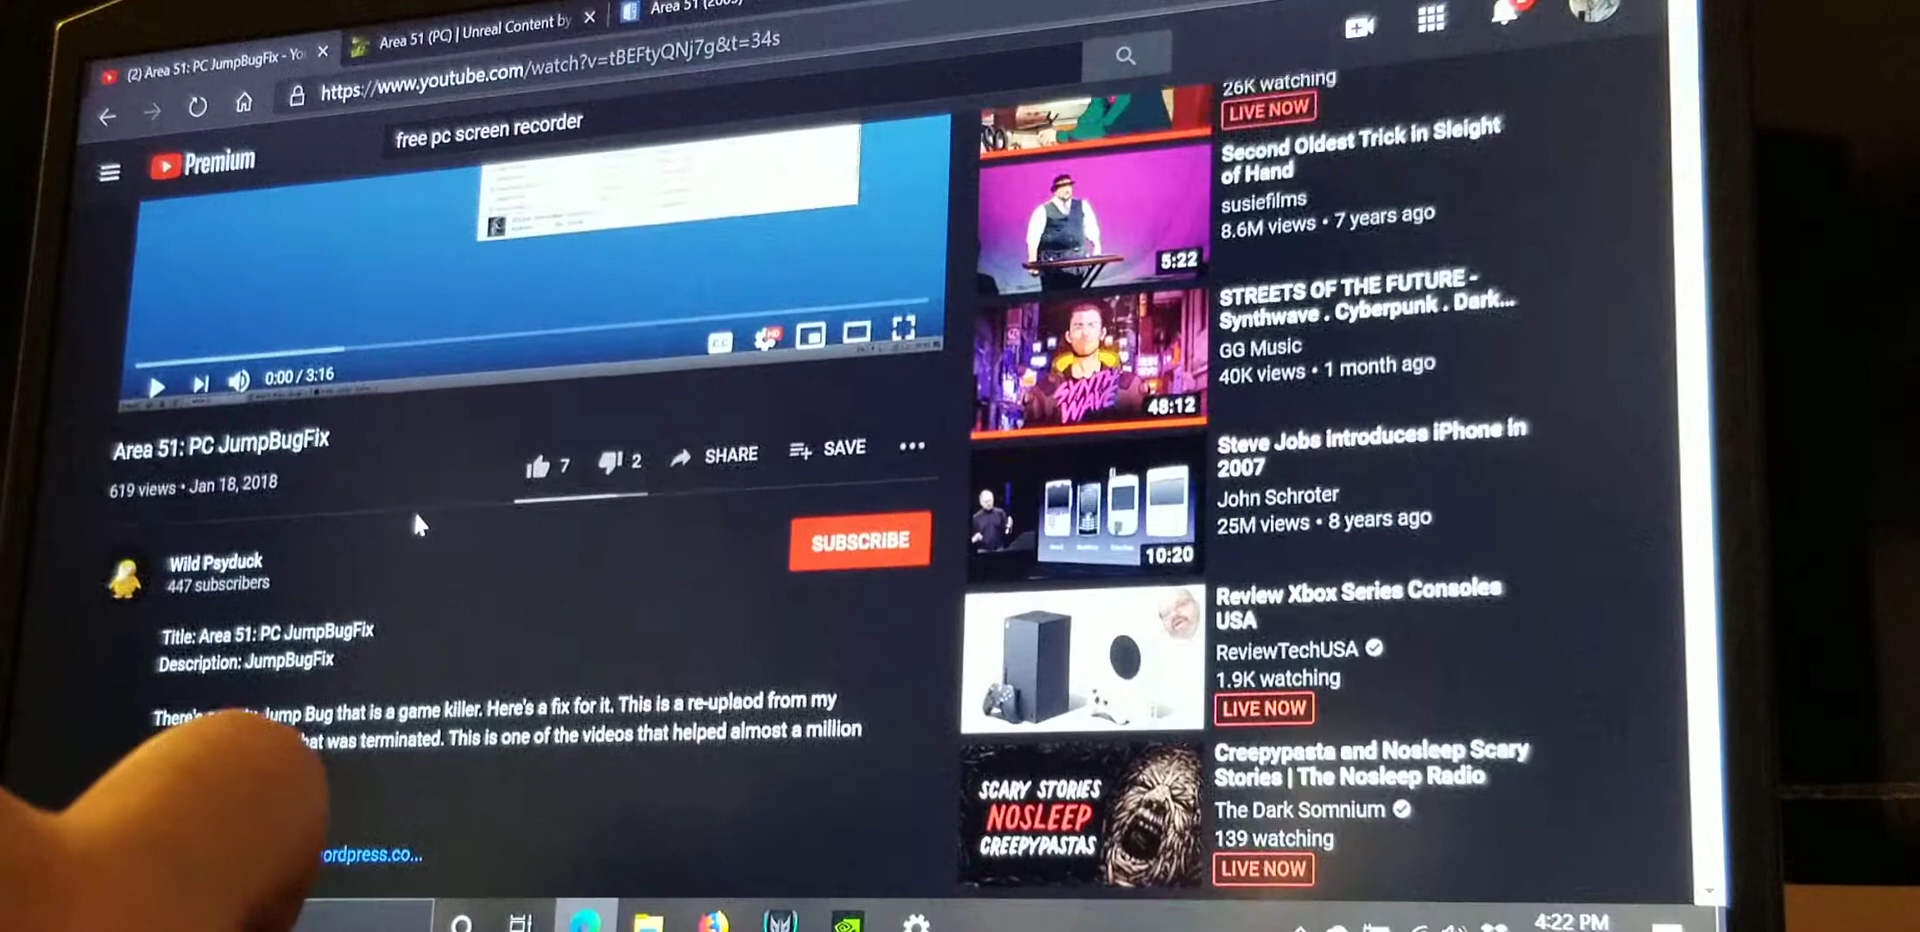 (2) Area 51: PC JumpBugFix - Yo
Area 51 (PC) | Unreal Content by
Area 51
https://www.youtube.com/watch?v=tBEFtyQNj7g&t=34s
Premium
free pc screen recorder
0:00 / 3:16
Area 51: PC JumpBugFix
619 views • Jan 18, 2018
7
2
SHARE
SAVE
Wild Psyduck
447 subscribers
SUBSCRIBE
Title: Area 51: PC JumpBugFix
Description: JumpBugFix
There's Jump Bug that is a game killer. Here's a fix for it. This is a re-uplaod from my
was terminated. This is one of the videos that helped almost a million
ordpress.co...
26K watching
LIVE NOW
Second Oldest Trick in Sleight
of Hand
susiefilms
8.6M views • 7 years ago
5:22
STREETS OF THE FUTURE -
Synthwave . Cyberpunk . Dark...
GG Music
40K views • 1 month ago
SYNTH
WAVE
48:12
Steve Jobs introduces iPhone in
2007
John Schroter
25M views • 8 years ago
10:20
Review Xbox Series Consoles
USA
ReviewTechUSA
1.9K watching
LIVE NOW
Creepypasta and Nosleep Scary
Stories | The Nosleep Radio
The Dark Somnium
139 watching
LIVE NOW
SCARY STORIES
NOSLEEP
CREEPYPASTAS
4:22 PM